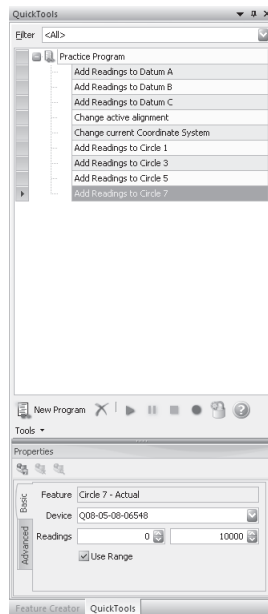 QuickTools
Filter <All>
Practice Program
Add Readings to Datum A
Add Readings to Datum B
Add Readings to Datum C
Change active alignment
Change current Coordinate System
Add Readings to Circle 1
Add Readings to Circle 3
Add Readings to Circle 5
Add Readings to Circle 7
New Program
Tools
Properties
Basic
Advanced
Feature Circle 7 - Actual
Device Q08-05-08-06548
Readings 0 10000
Use Range
Feature Creator QuickTools